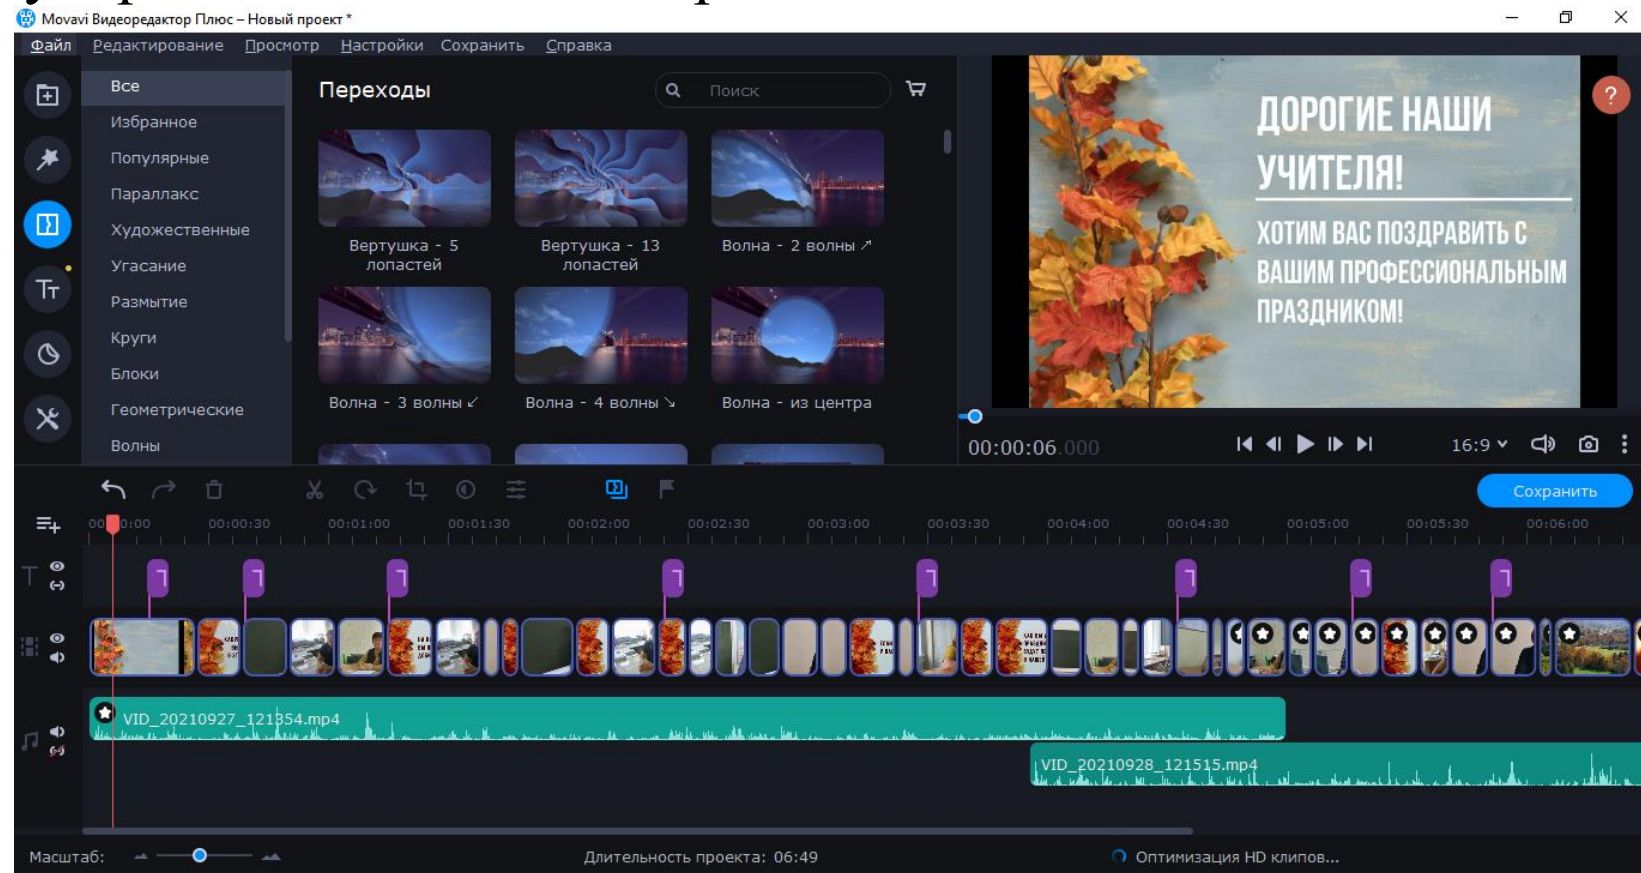 Movavi Видеоредактор Плюс – Новый проект *
Файл Редактирование Просмотр Настройки Сохранить Справка
Все
Избранное
Популярные
Параллакс
Художественные
Угасание
Размытие
Круги
Блоки
Геометрические
Волны
Переходы
Поиск
Вертушка - 5
лопастей
Вертушка - 13
лопастей
Волна - 2 волны ↗
Волна - 3 волны ↙
Волна - 4 волны ↘
Волна - из центра
ДОРОГИЕ НАШИ
УЧИТЕЛЯ!
ХОТИМ ВАС ПОЗДРАВИТЬ С
ВАШИМ ПРОФЕССИОНАЛЬНЫМ
ПРАЗДНИКОМ!
?
00:00:06.000
16:9
Сохранить
00:00:30 00:01:00 00:01:30 00:02:00 00:02:30 00:03:00 00:03:30 00:04:00 00:04:30 00:05:00 00:05:30 00:06:00
VID_20210927_121354.mp4
VID_20210928_121515.mp4
Масштаб:
Длительность проекта: 06:49
Оптимизация HD клипов...